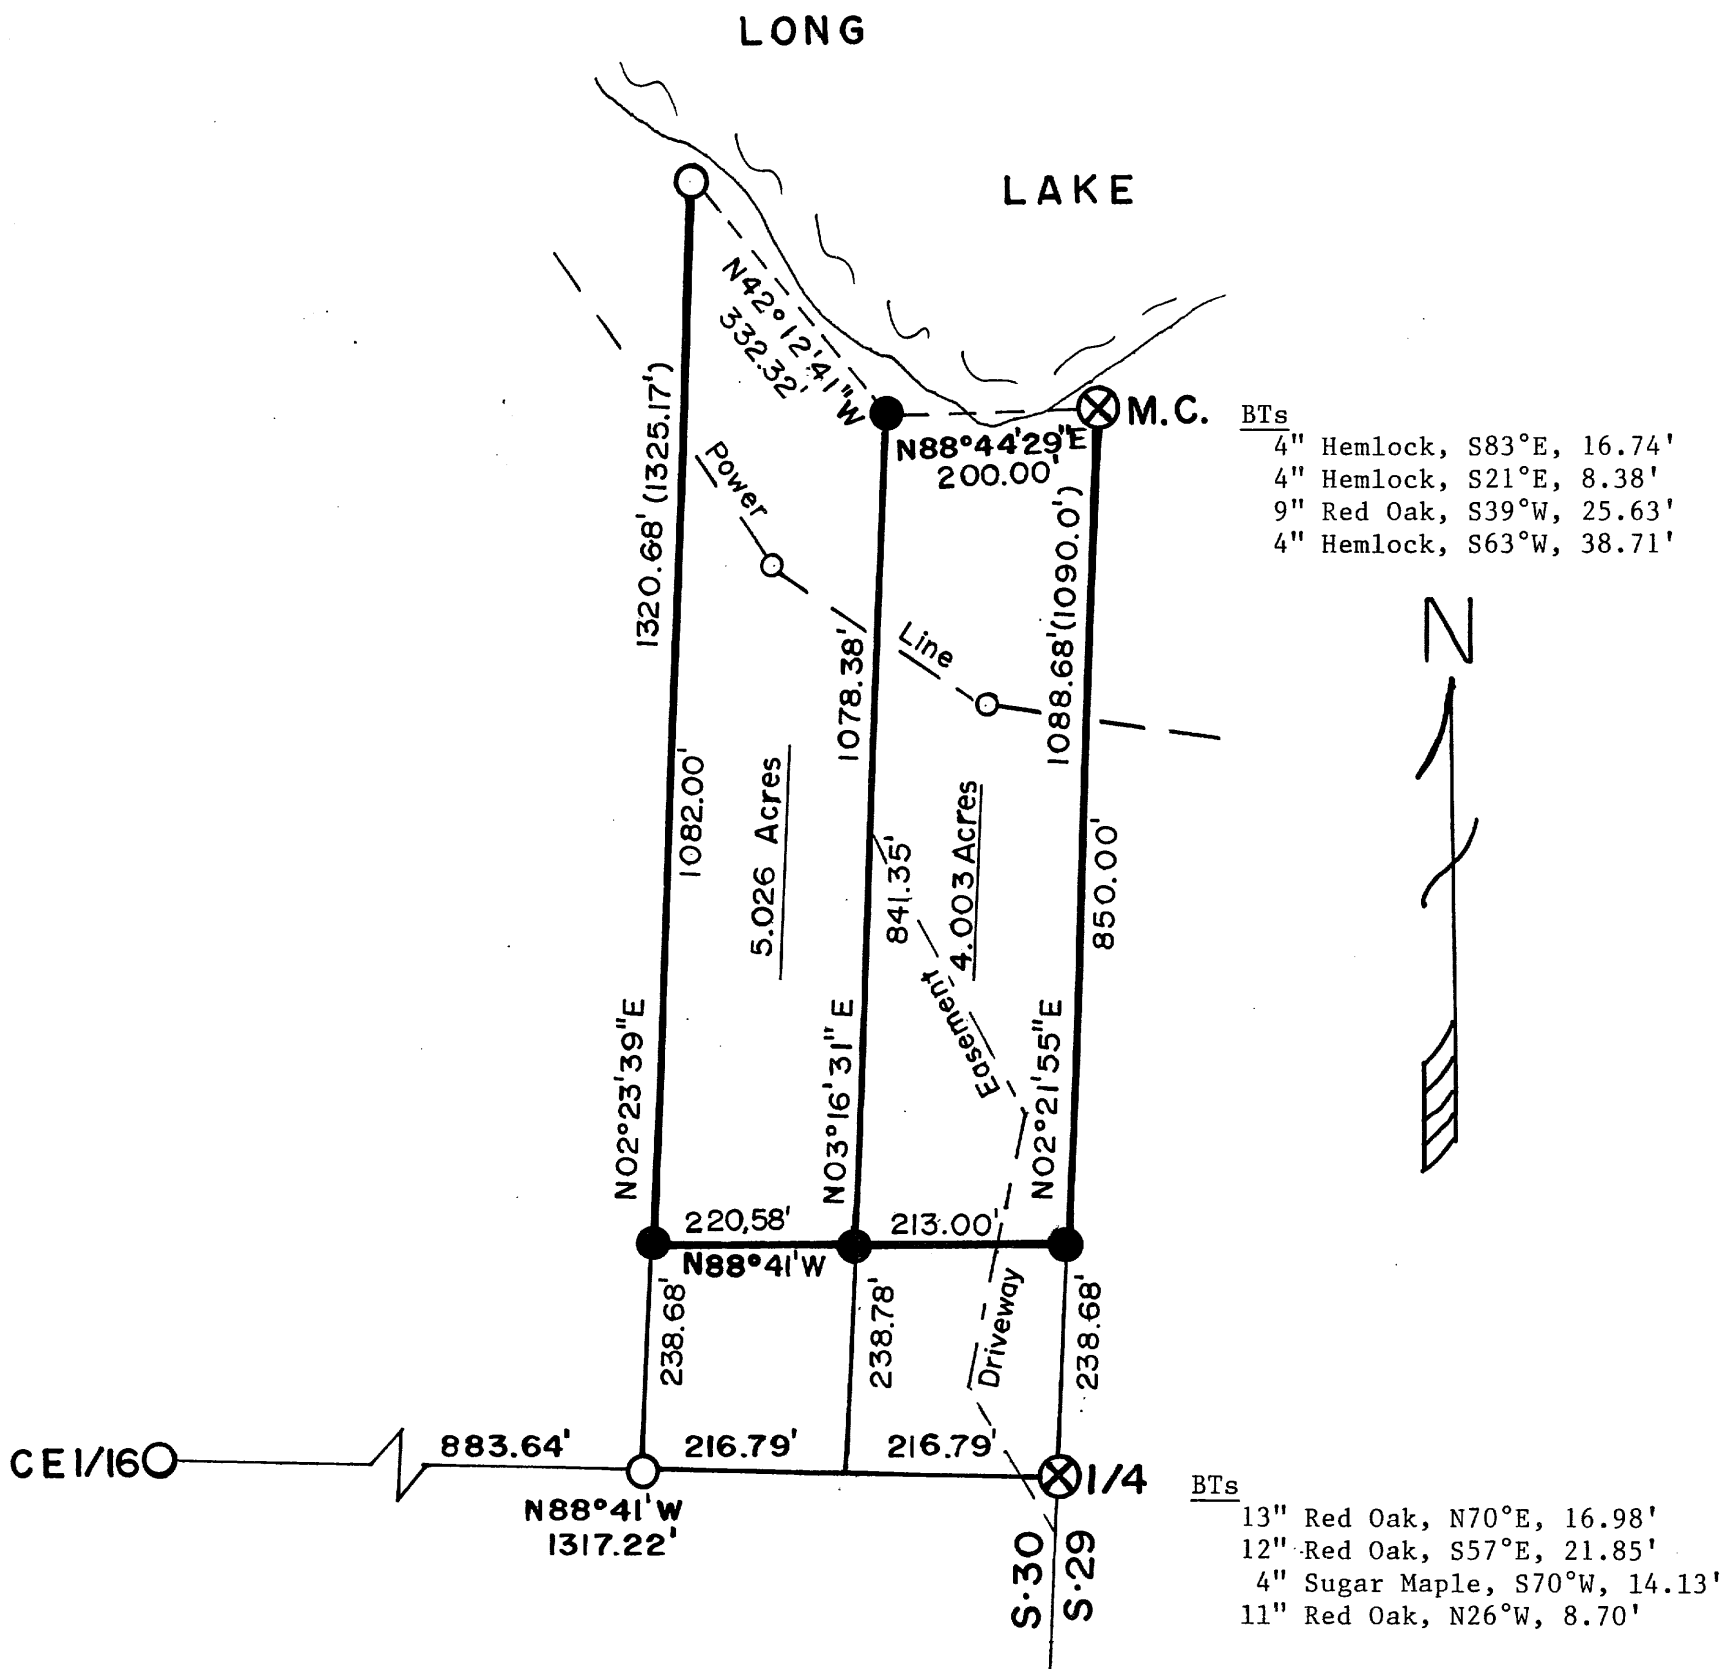 LONG
LAKE
N42°12'41"W
332.32'
M.C.
N88°44'29"E
200.00'
BTs
4" Hemlock, S83°E, 16.74'
4" Hemlock, S21°E, 8.38'
9" Red Oak, S39°W, 25.63'
4" Hemlock, S63°W, 38.71'
1320.68' (1325.17')
Power
Line
1078.38'
1088.68'(1090.0')
N
1082.00'
5.026 Acres
841.35'
4.003 Acres
850.00'
Easement
N02°23'39"E
N03°16'31"E
N02°21'55"E
220,58'
213.00'
N88°41'W
238.68'
238.78'
Driveway
238.68'
CE1/16
883.64'
216.79'
216.79'
1/4
N88°41'W
1317.22'
S.30
S.29
BTs
13" Red Oak, N70°E, 16.98'
12" Red Oak, S57°E, 21.85'
4" Sugar Maple, S70°W, 14.13'
11" Red Oak, N26°W, 8.70'